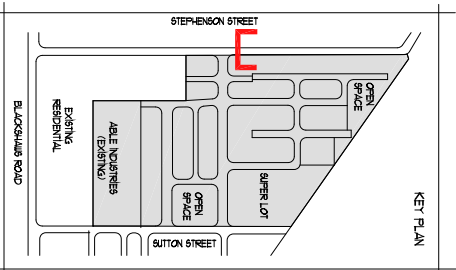 STEPHENSON STREET
OPEN
SPACE
EXISTING
RESIDENTIAL
BLACKSHAWS ROAD
ABLE INDUSTRIES
(EXISTING)
OPEN
SPACE
SUPER LOT
KEY PLAN
SUTTON STREET